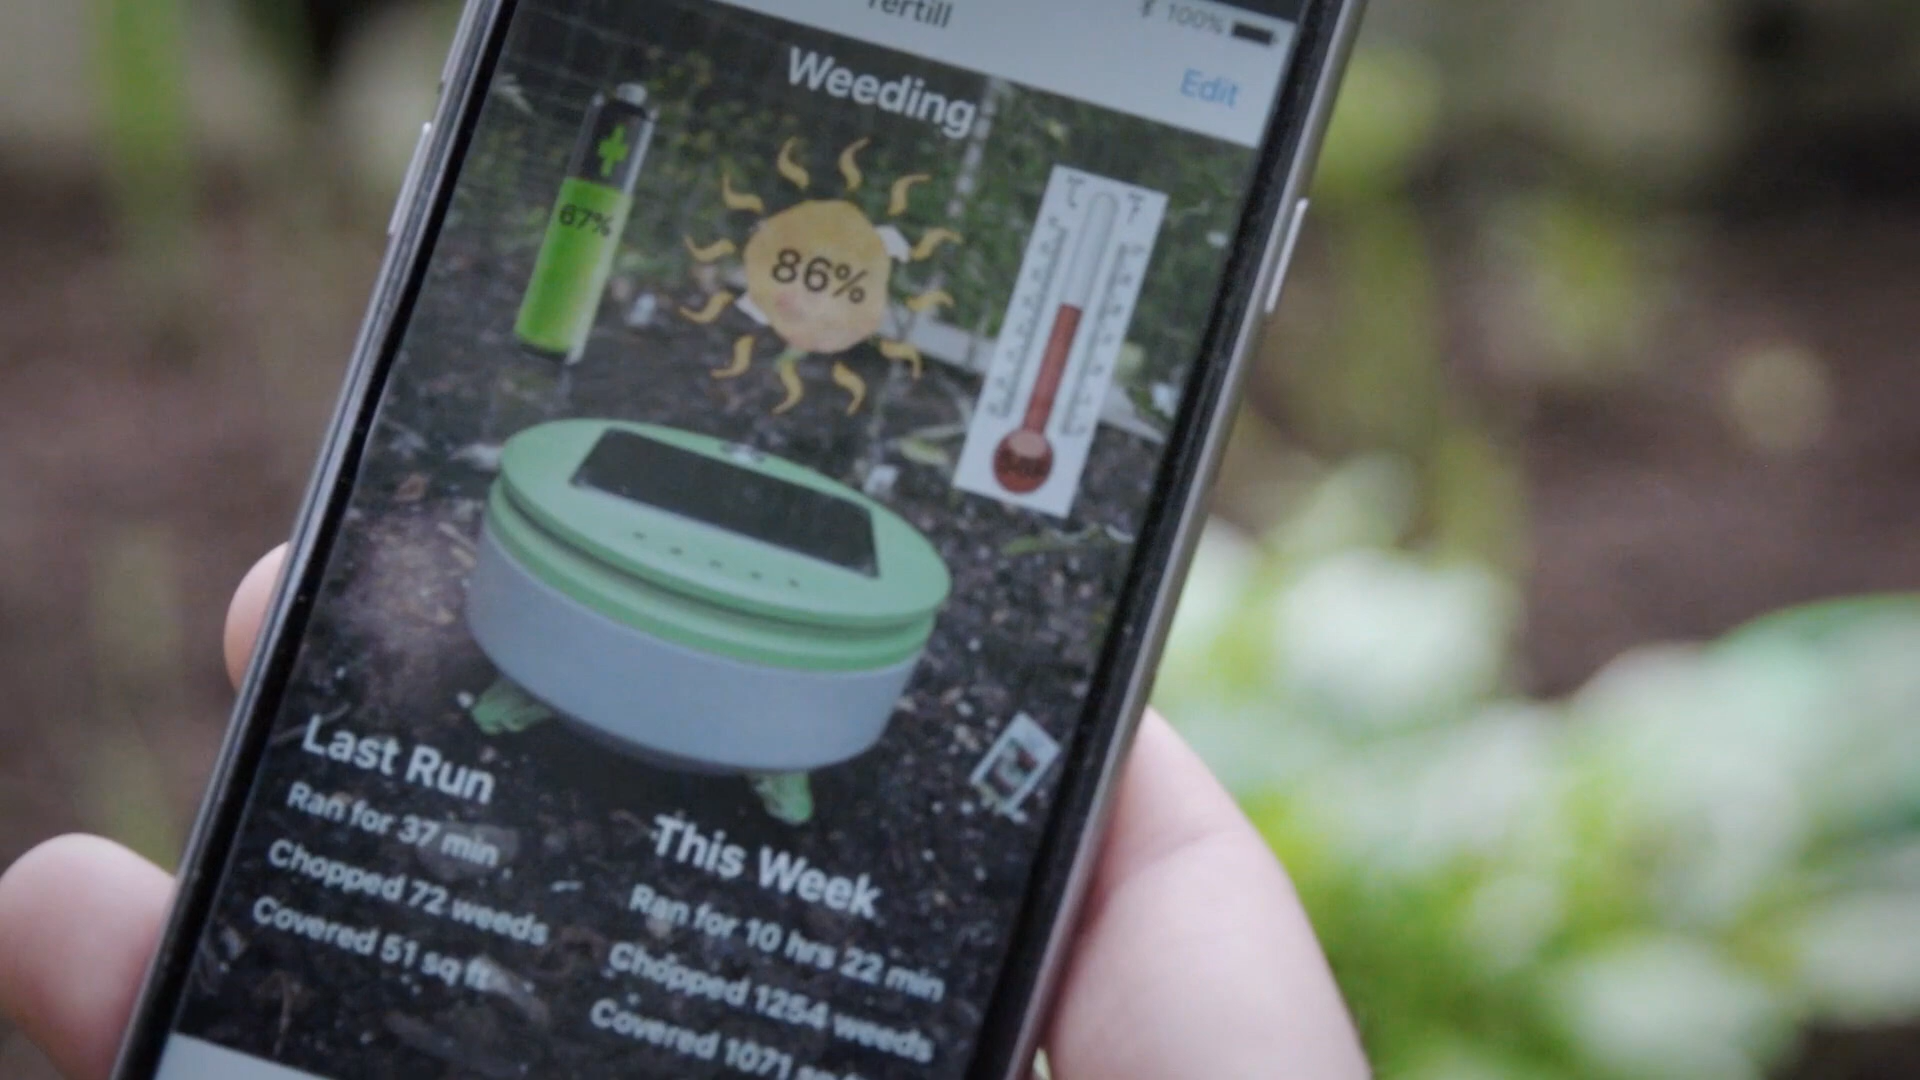 Tertill
100%
Weeding
Edit
67%
86%
°C °F
Last Run
Ran for 37 min
Chopped 72 weeds
Covered 51 sq ft
This Week
Ran for 10 hrs 22 min
Chopped 1254 weeds
Covered 1071 sq